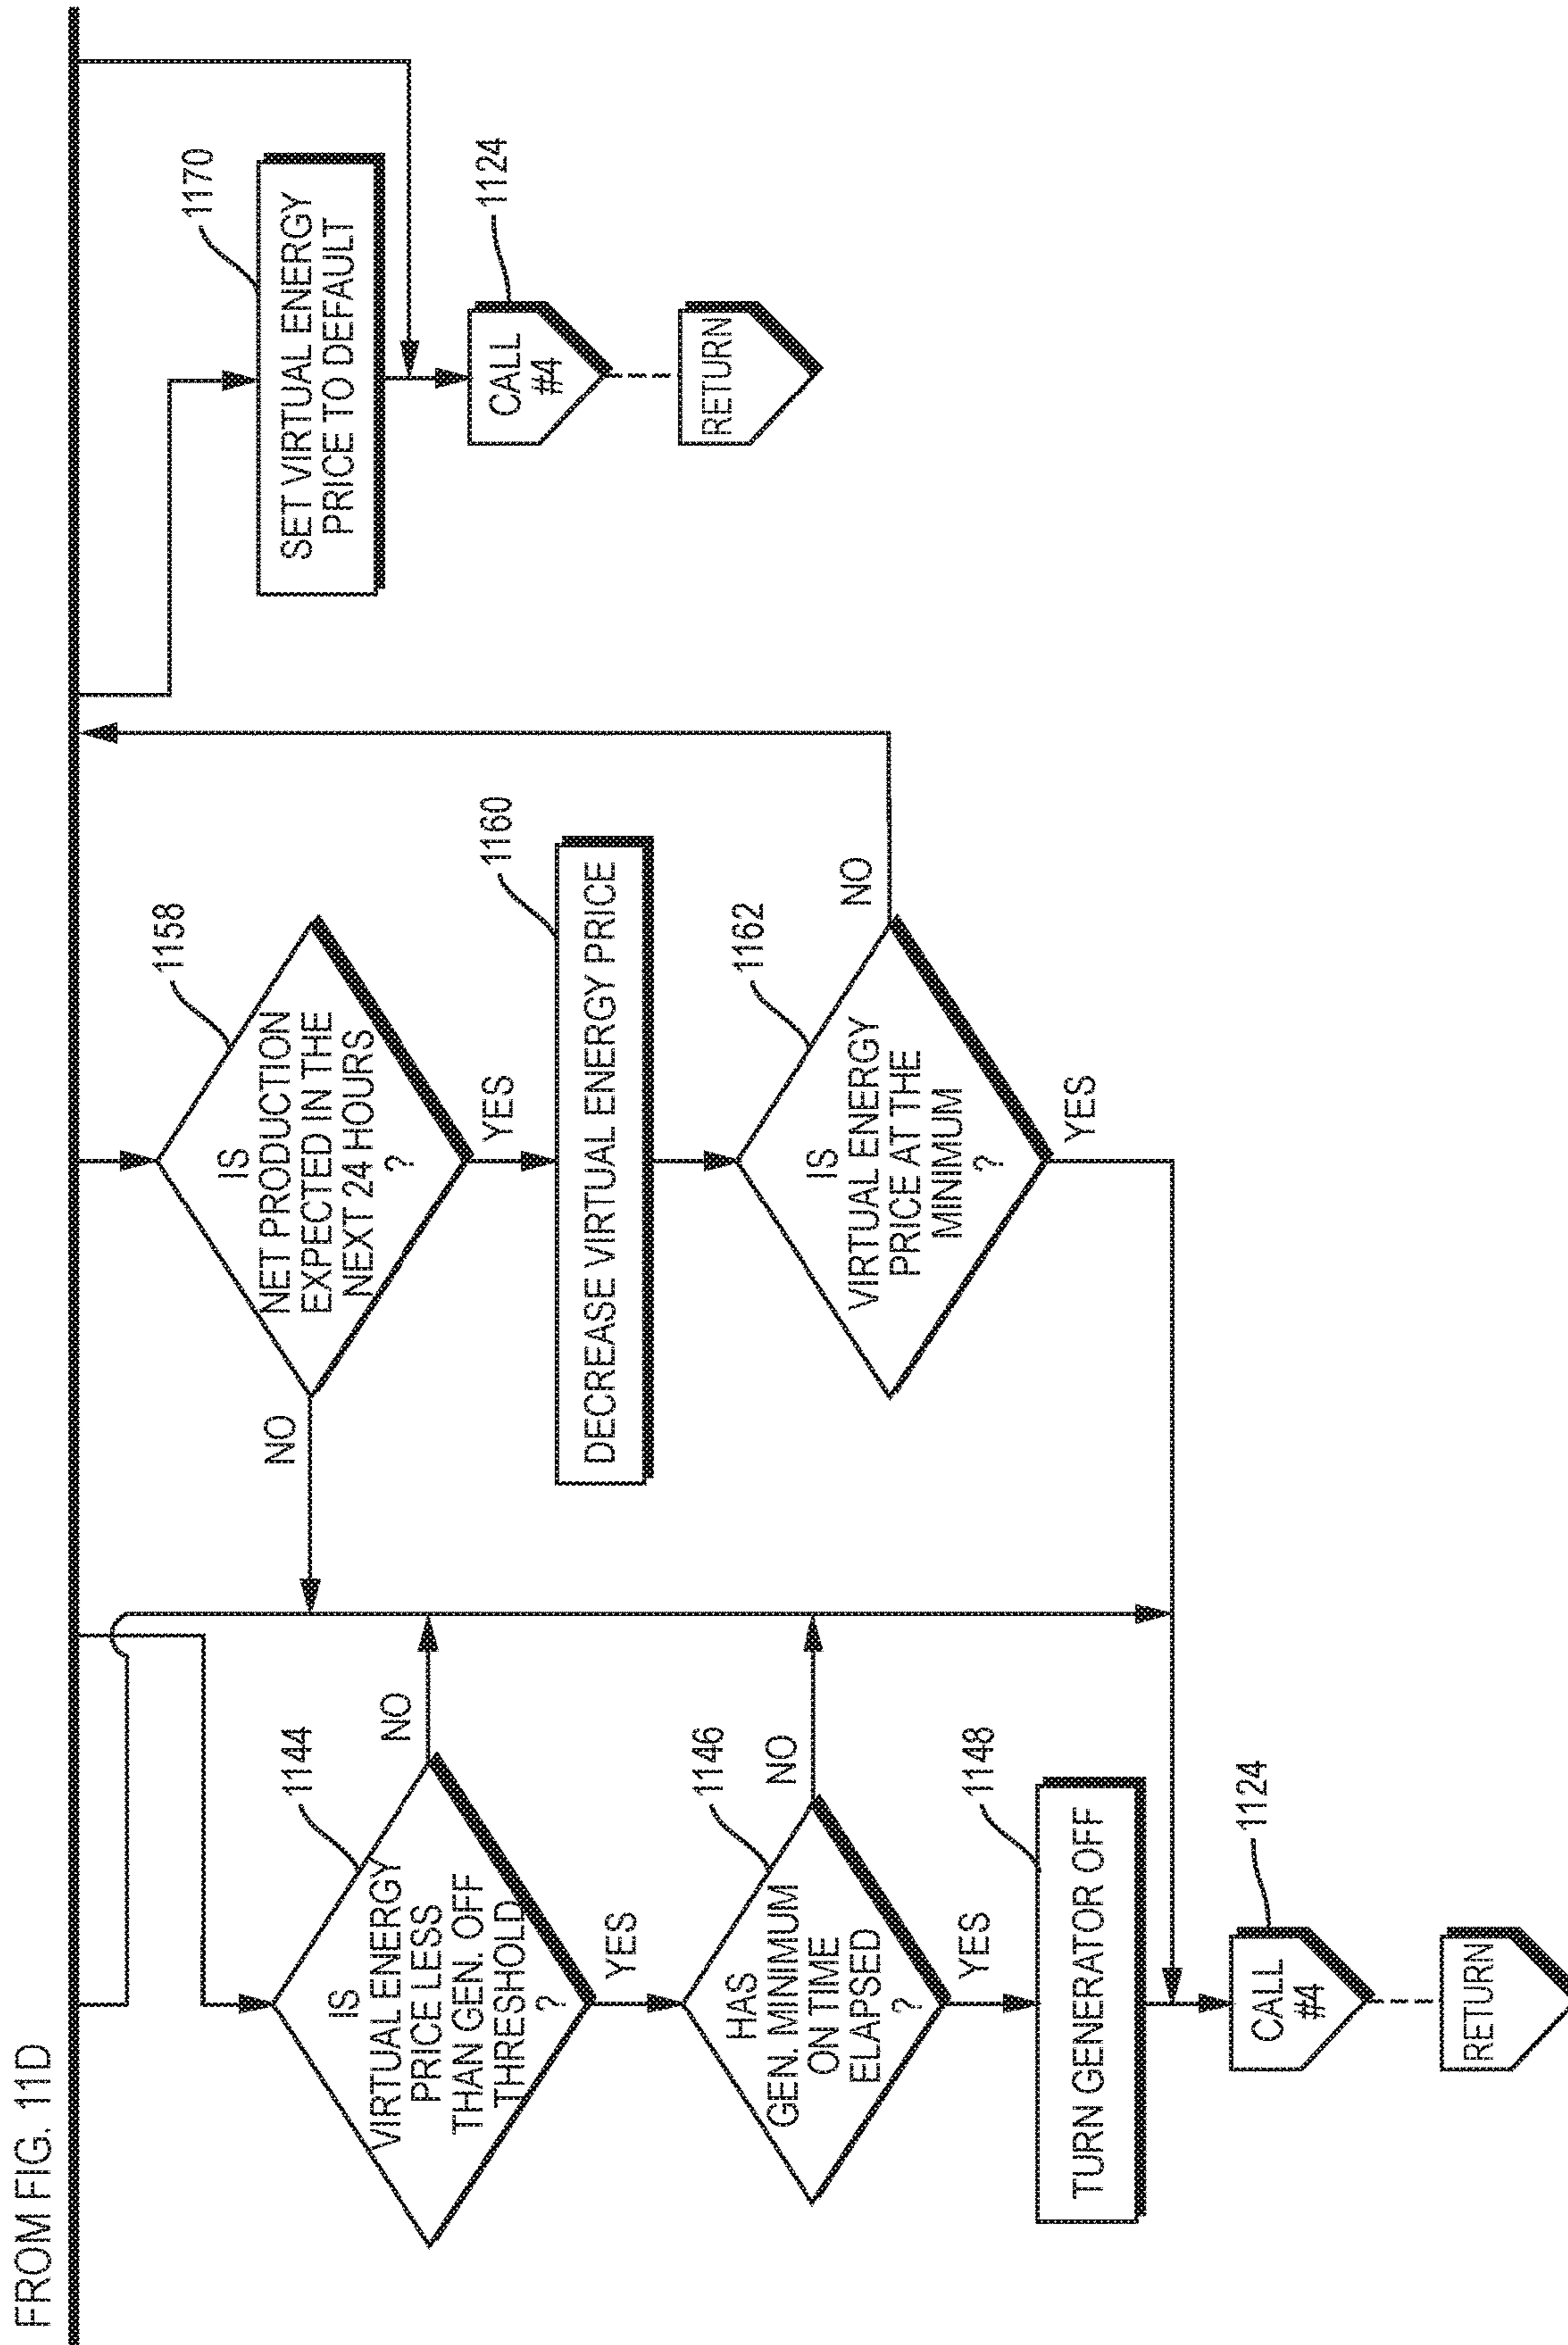 FROM FIG. 11D
1144
IS
VIRTUAL ENERGY
PRICE LESS
THAN GEN. OFF
THRESHOLD
?
NO
YES
1146
HAS
GEN. MINIMUM
ON TIME
ELAPSED
?
NO
YES
1148
TURN GENERATOR OFF
1124
CALL
#4
RETURN
1158
IS
NET PRODUCTION
EXPECTED IN THE
NEXT 24 HOURS
?
NO
YES
1160
DECREASE VIRTUAL ENERGY PRICE
1162
IS
VIRTUAL ENERGY
PRICE AT THE
MINIMUM
?
NO
YES
1170
SET VIRTUAL ENERGY
PRICE TO DEFAULT
1124
CALL
#4
RETURN